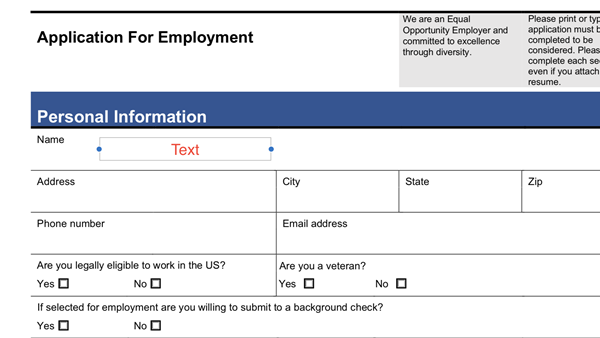 Application For Employment
We are an Equal
Opportunity Employer and
committed to excellence
through diversity.
Please print or
application must
completed to be
considered.
complete each
even if you attach
resume.
Personal Information
Name
Text
Address
City
State
Zip
Phone number
Email address
Are you legally eligible to work in the US?
Are you a veteran?
Yes
No
Yes
No
If selected for employment are you willing to submit to a background check?
Yes
No